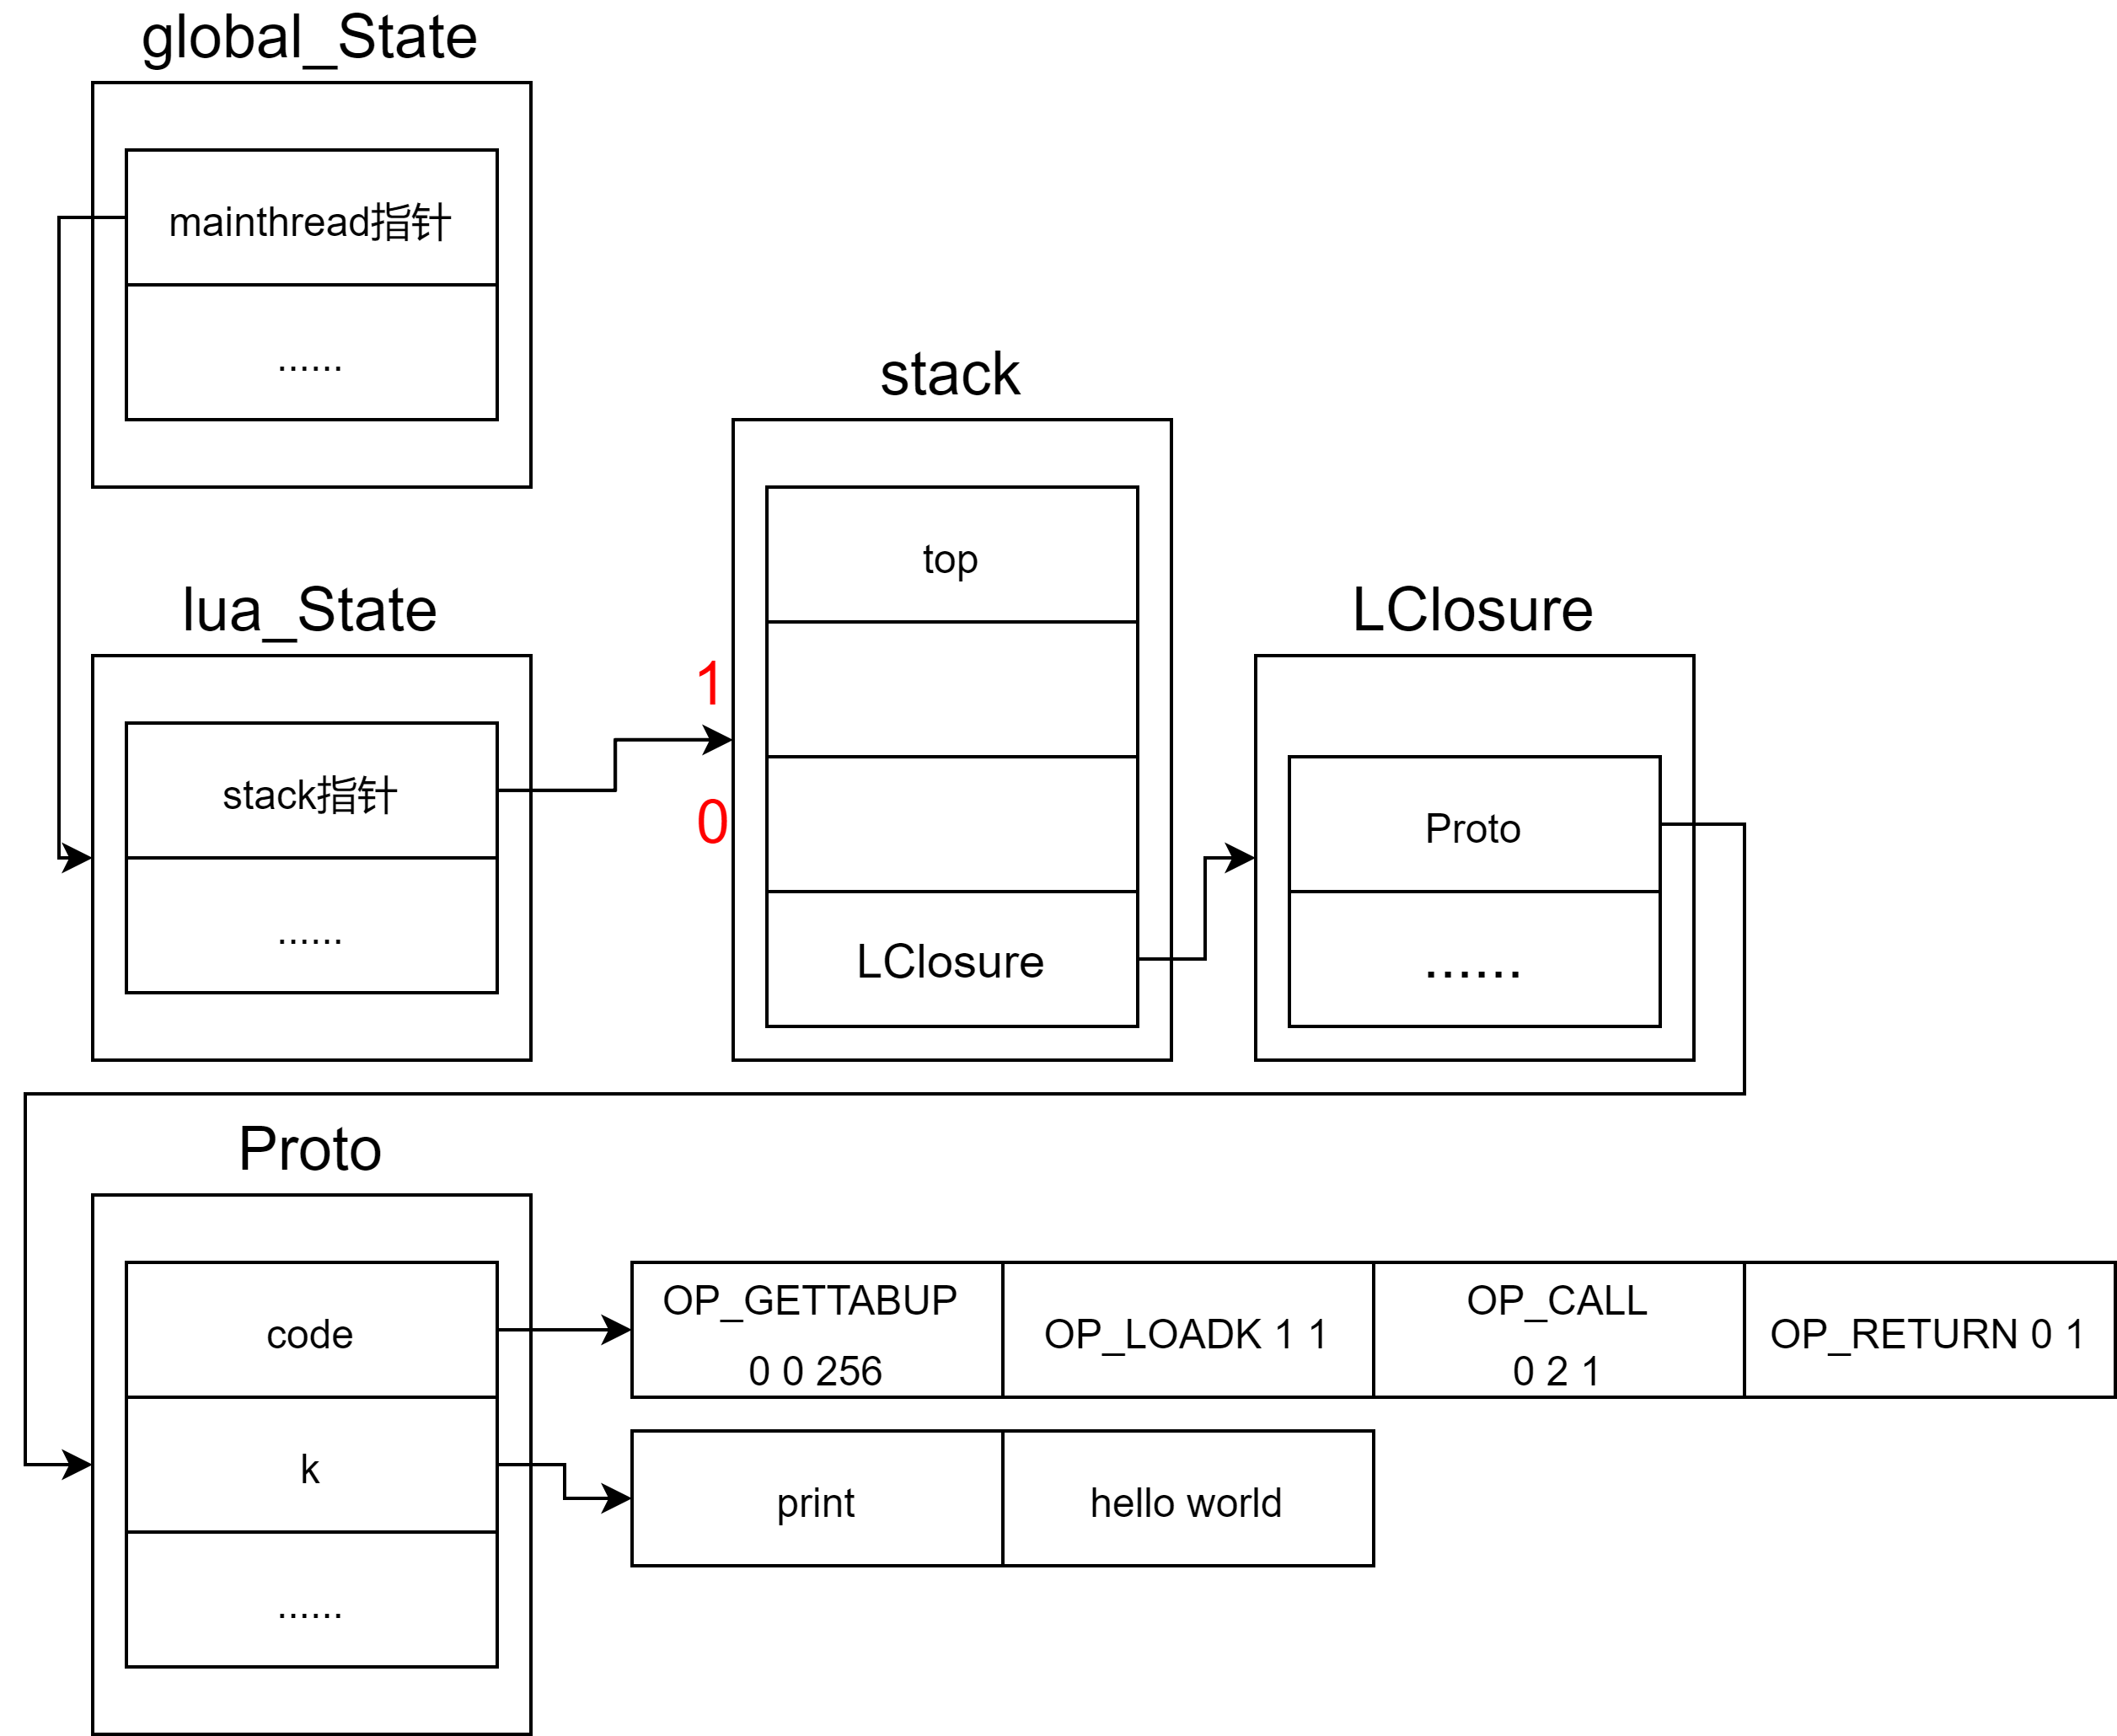 global_State
mainthread指针
......
stack
top
lua_State
LClosure
1
stack指针
0
Proto
......
LClosure
......
Proto
code
OP_GETTABUP
0 0 256
OP_LOADK 1 1
OP_CALL
0 2 1
OP_RETURN 0 1
k
print
hello world
......